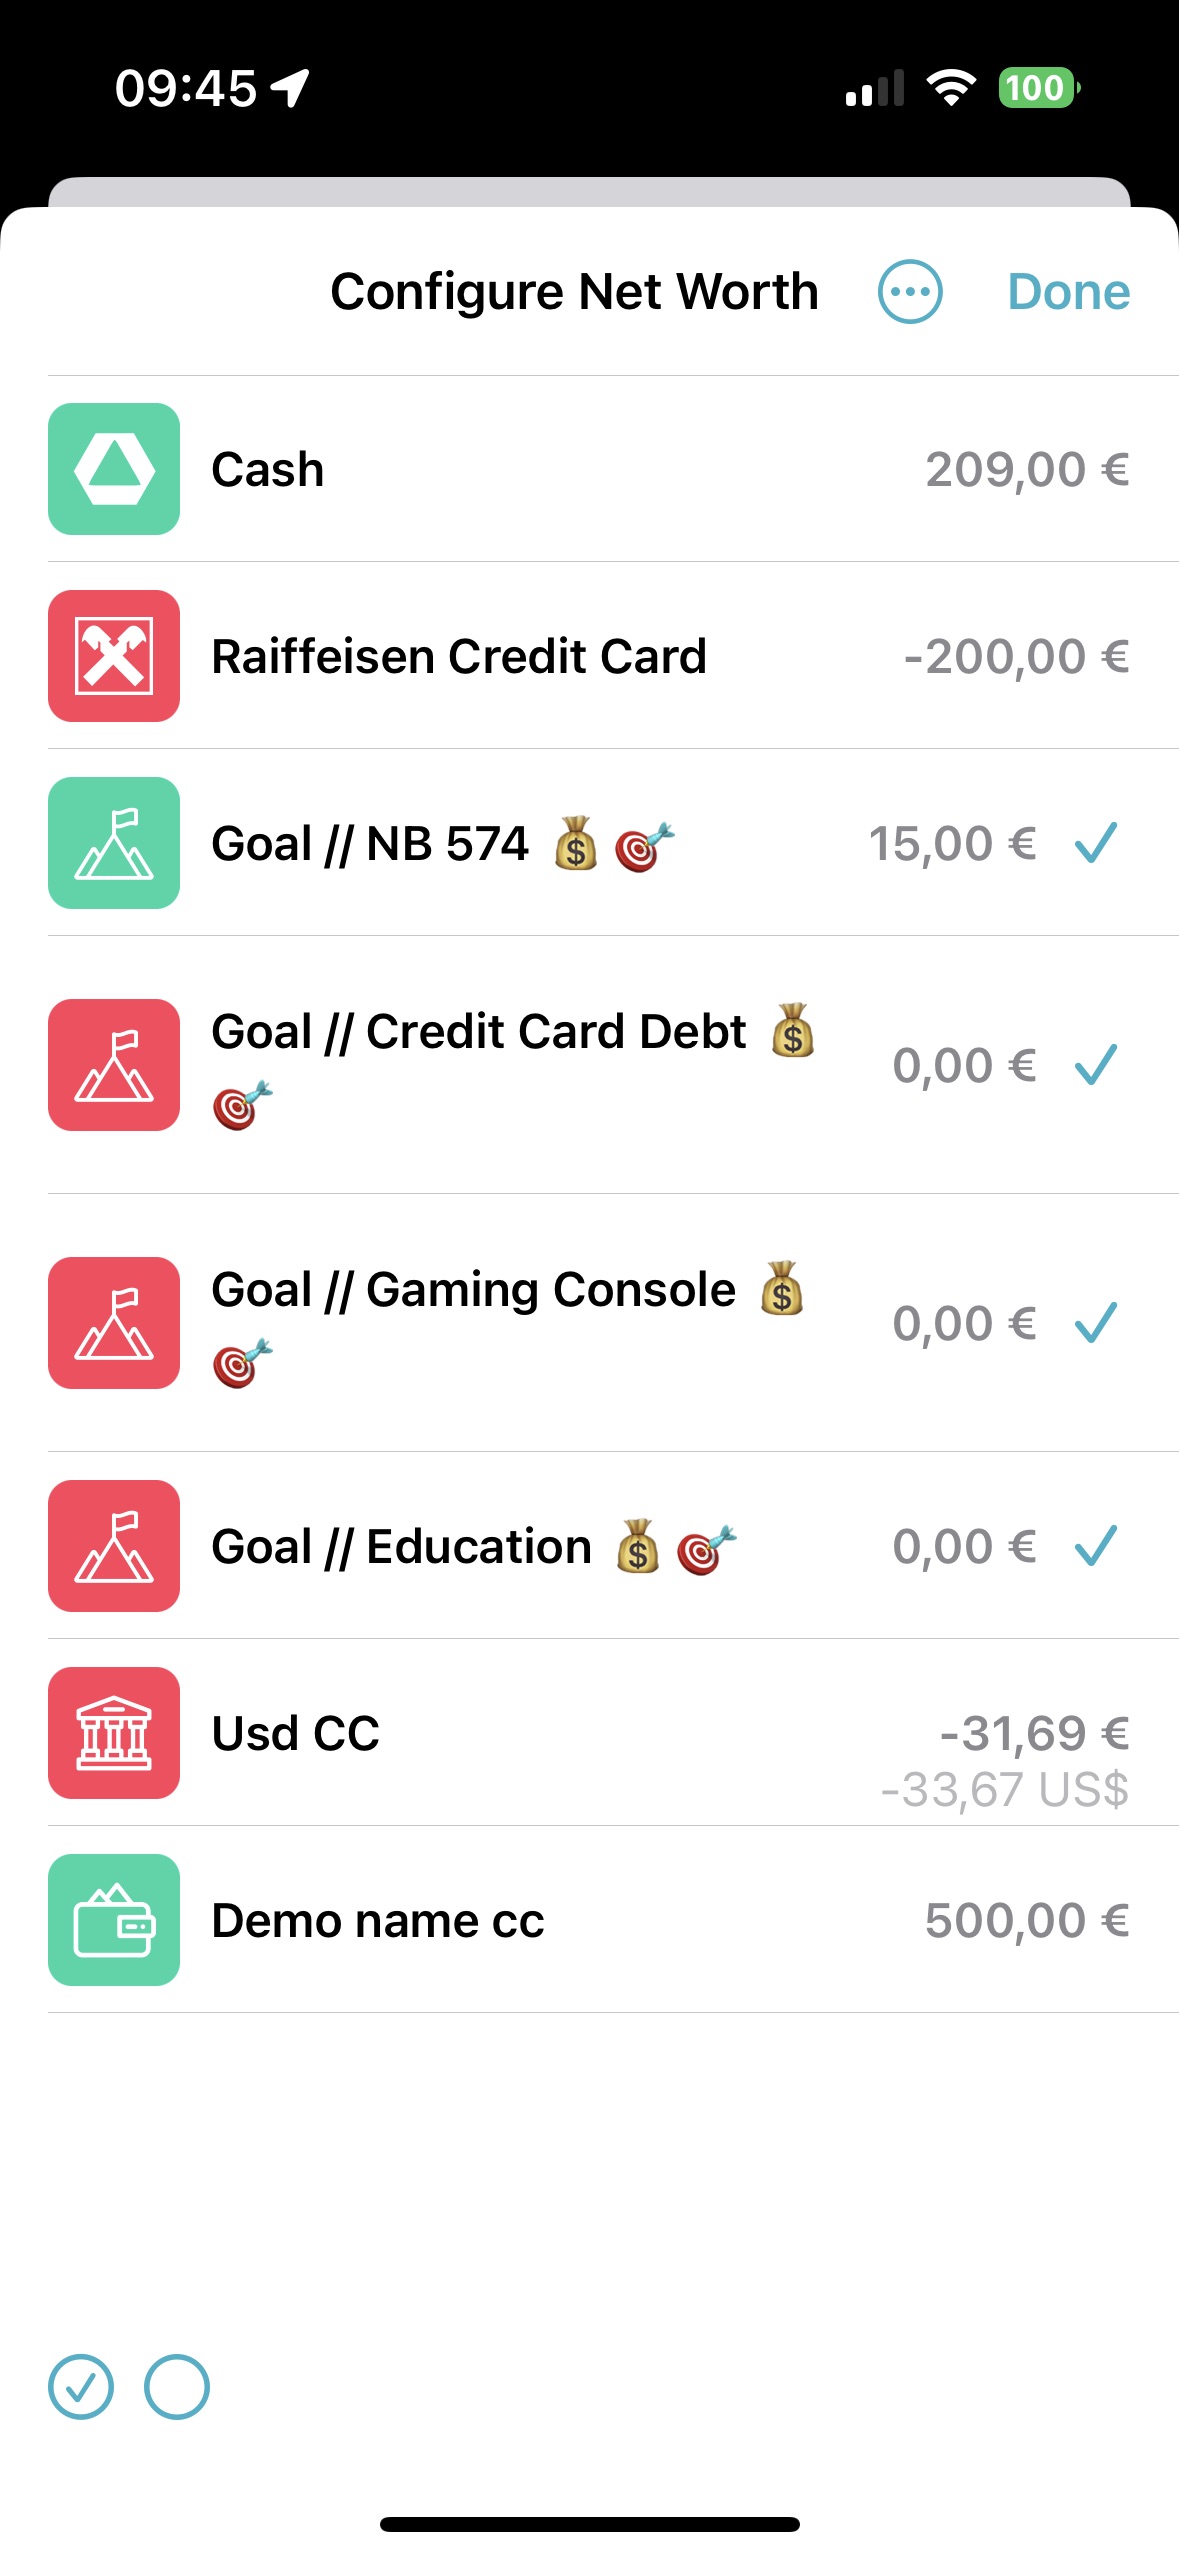 09:45
100
Configure Net Worth
Done
Cash 209,00 €
Raiffeisen Credit Card -200,00 €
Goal // NB 574 💰 🎯 15,00 €
Goal // Credit Card Debt 💰
🎯
0,00 €
Goal // Gaming Console 💰
🎯
0,00 €
Goal // Education 💰 🎯 0,00 €
Usd CC -31,69 €
-33,67 US$
Demo name cc 500,00 €